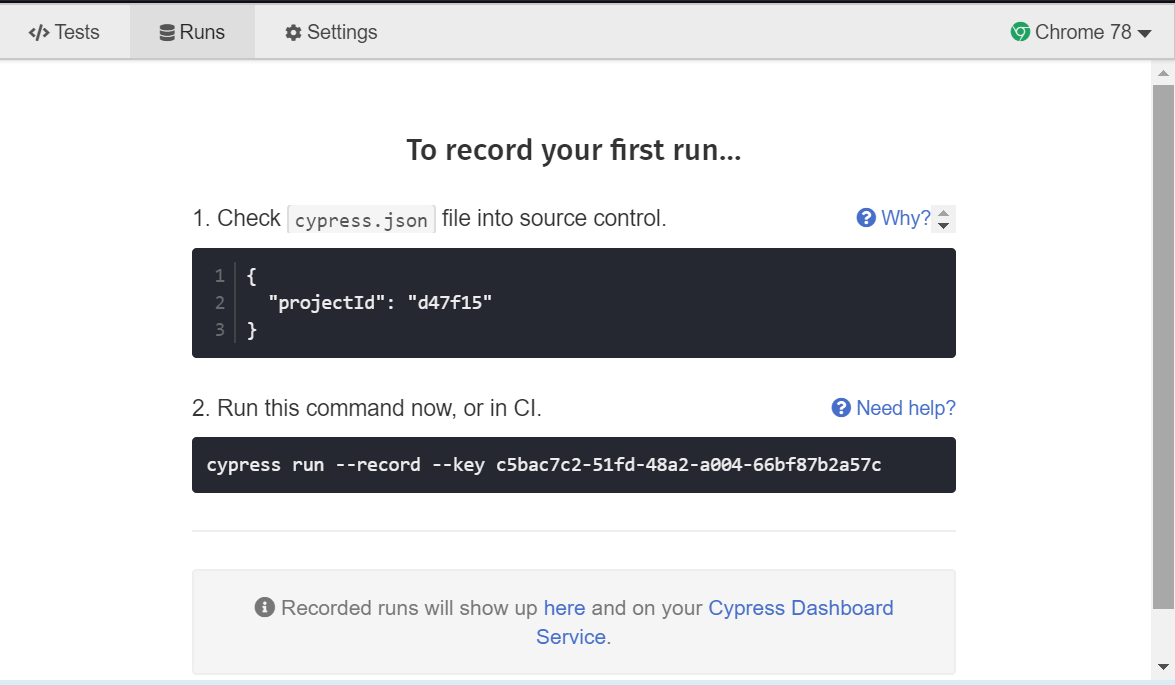 </> Tests Runs Settings Chrome 78
To record your first run...
1. Check cypress.json file into source control. Why?
1 {
2 "projectId": "d47f15"
3 }
2. Run this command now, or in CI. Need help?
cypress run --record --key c5bac7c2-51fd-48a2-a004-66bf87b2a57c
Recorded runs will show up here and on your Cypress Dashboard
Service.